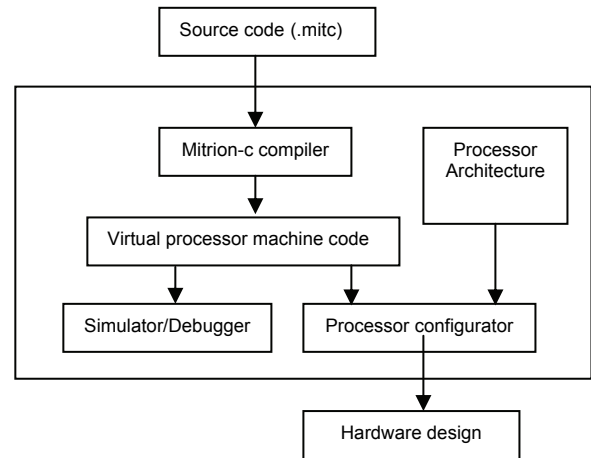 Source code (.mitc)
Mitrion-c compiler
Processor
Architecture
Virtual processor machine code
Simulator/Debugger
Processor configurator
Hardware design